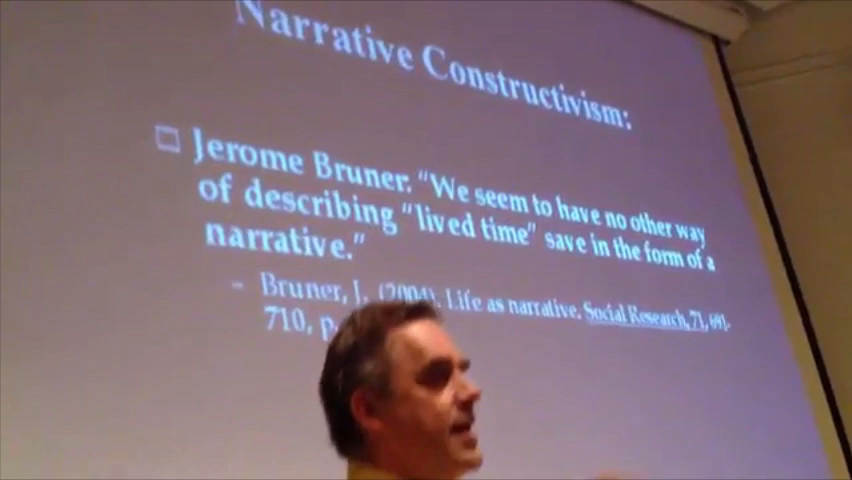 Narrative Constructivism:
Jerome Bruner. "We seem to have no other way
of describing "lived time" save in the form of a
narrative."
– Bruner, J. (2004). Life as narrative. Social Research, 71, 691-
710, p.